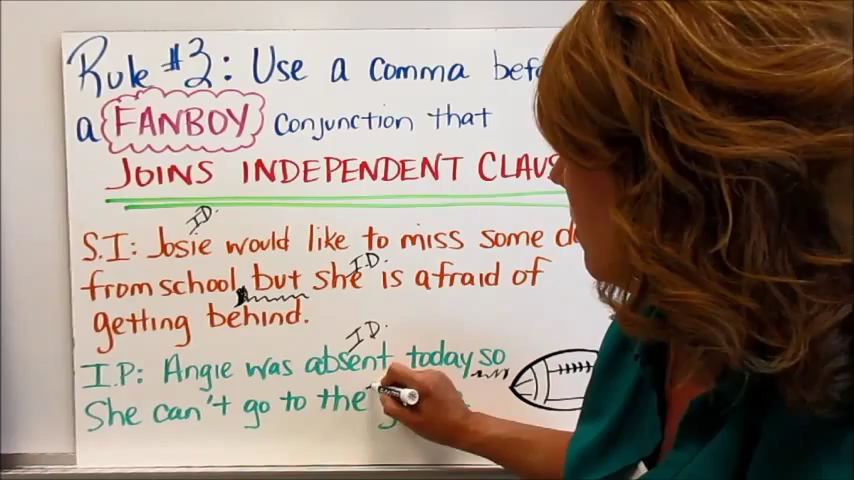 Rule #3: Use a comma bef
a FANBOY conjunction that
JOINS INDEPENDENT CLAUS
I.D.
S.I: Josie would like to miss some d
I.D.
from school, but she is afraid of
getting behind.
I.D.
I.P: Angie was absent today so
She can't go to the